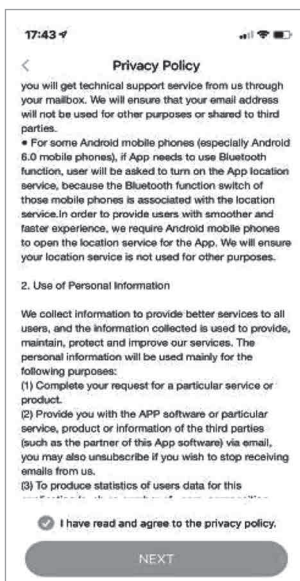 17:43
Privacy Policy
you will get technical support service from us through
your mailbox. We will ensure that your email address
will not be used for other purposes or shared to third
parties.
• For some Android mobile phones (especially Android
6.0 mobile phones), if App needs to use Bluetooth
function, user will be asked to turn on the App location
service, because the Bluetooth function switch of
those mobile phones is associated with the location
service.In order to provide users with smoother and
faster experience, we require Android mobile phones
to open the location service for the App. We will ensure
your location service is not used for other purposes.
2. Use of Personal Information
We collect information to provide better services to all
users, and the information collected is used to provide,
maintain, protect and improve our services. The
personal information will be used mainly for the
following purposes:
(1) Complete your request for a particular service or
product.
(2) Provide you with the APP software or particular
service, product or information of the third parties
(such as the partner of this App software) via email,
you may also unsubscribe if you wish to stop receiving
emails from us.
(3) To produce statistics of users data for this
I have read and agree to the privacy policy.
NEXT